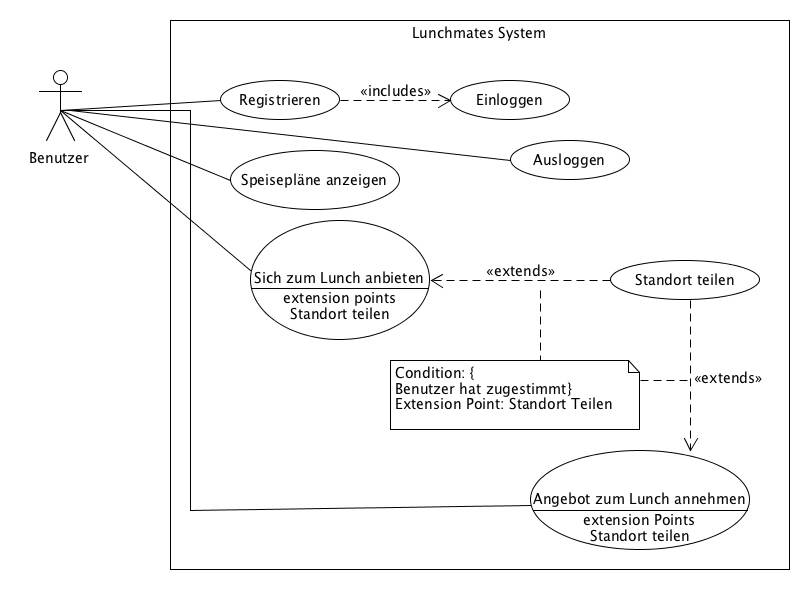 Lunchmates System
Benutzer
Registrieren
«includes»
Einloggen
Ausloggen
Speisepläne anzeigen
Sich zum Lunch anbieten
extension points
Standort teilen
«extends»
Standort teilen
Condition: {
Benutzer hat zugestimmt}
Extension Point: Standort Teilen
«extends»
Angebot zum Lunch annehmen
extension Points
Standort teilen